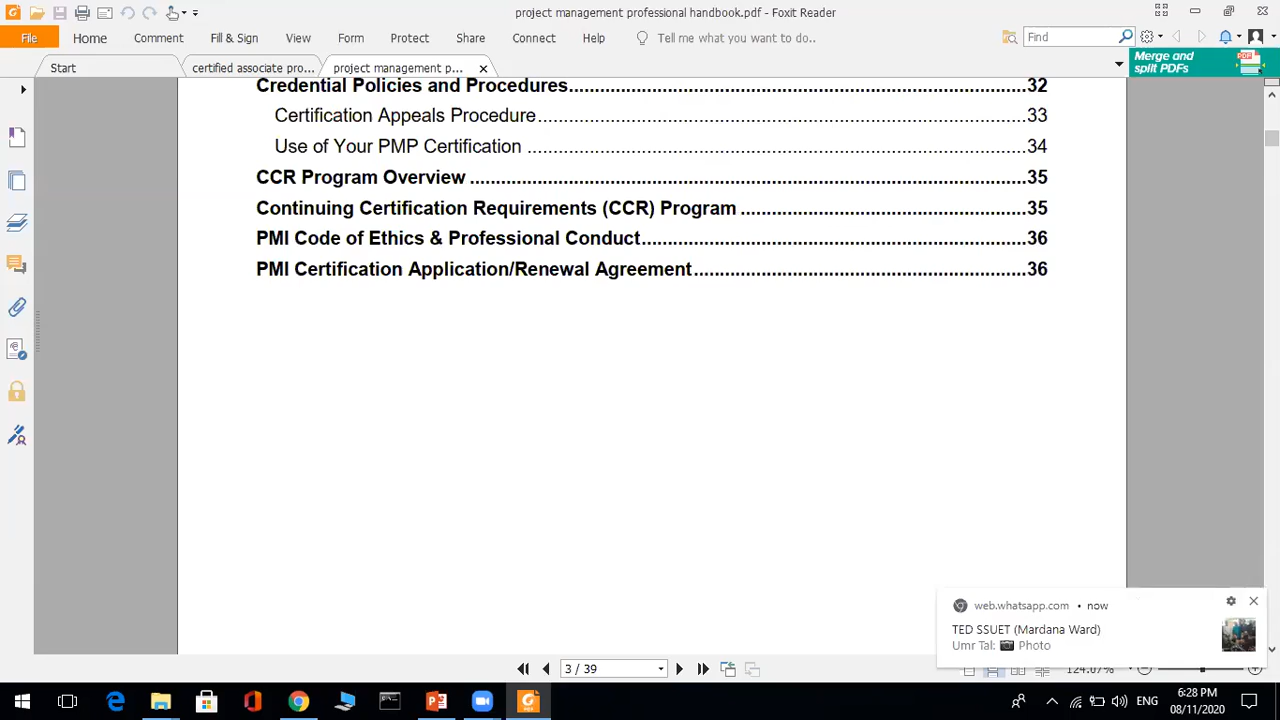 project management professional handbook.pdf - Foxit Reader
File Home Comment Fill & Sign View Form Protect Share Connect Help Tell me what you want to do.. Find
Start certified associate pro... project management p... Merge and
split PDFs
Credential Policies and Procedures 32
Certification Appeals Procedure 33
Use of Your PMP Certification 34
CCR Program Overview 35
Continuing Certification Requirements (CCR) Program 35
PMI Code of Ethics & Professional Conduct 36
PMI Certification Application/Renewal Agreement 36
web.whatsapp.com • now
TED SSUET (Mardana Ward)
Umr Tal: Photo
3 / 39 124.07%
ENG 6:28 PM
08/11/2020